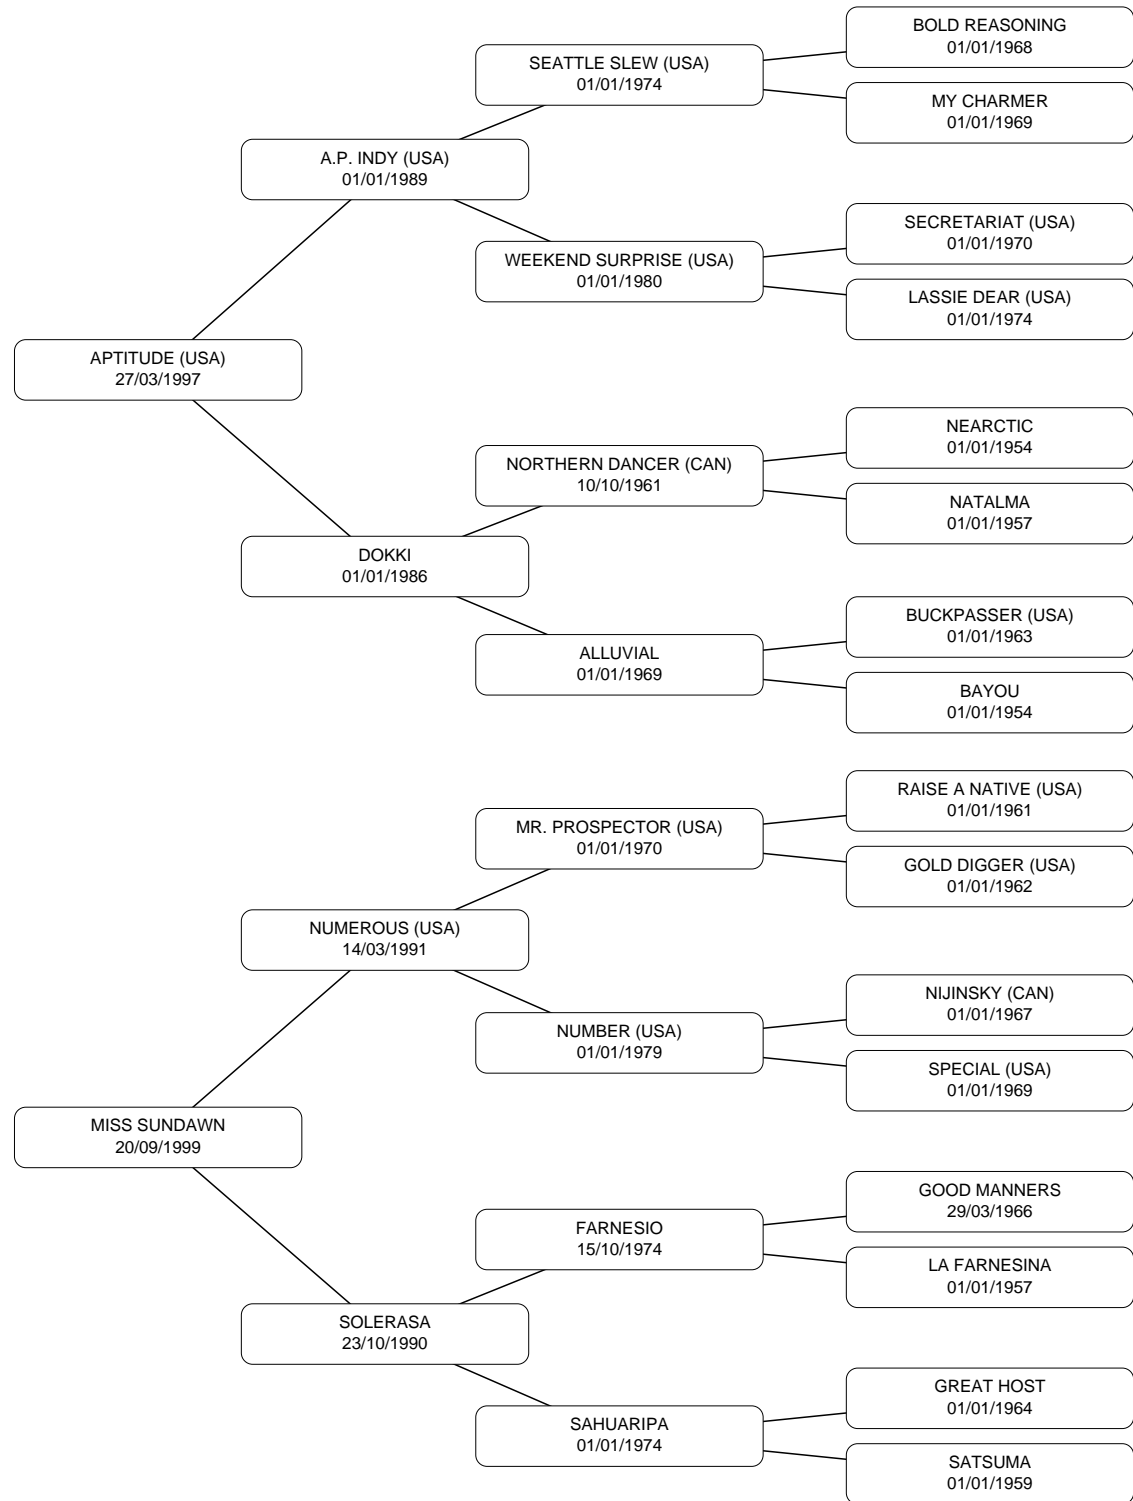 BOLD REASONING
01/01/1968
SEATTLE SLEW (USA)
01/01/1974
MY CHARMER
01/01/1969
A.P. INDY (USA)
01/01/1989
SECRETARIAT (USA)
01/01/1970
WEEKEND SURPRISE (USA)
01/01/1980
LASSIE DEAR (USA)
01/01/1974
APTITUDE (USA)
27/03/1997
NEARCTIC
01/01/1954
NORTHERN DANCER (CAN)
10/10/1961
NATALMA
01/01/1957
DOKKI
01/01/1986
BUCKPASSER (USA)
01/01/1963
ALLUVIAL
01/01/1969
BAYOU
01/01/1954
RAISE A NATIVE (USA)
01/01/1961
MR. PROSPECTOR (USA)
01/01/1970
GOLD DIGGER (USA)
01/01/1962
NUMEROUS (USA)
14/03/1991
NIJINSKY (CAN)
01/01/1967
NUMBER (USA)
01/01/1979
SPECIAL (USA)
01/01/1969
MISS SUNDAWN
20/09/1999
GOOD MANNERS
29/03/1966
FARNESIO
15/10/1974
LA FARNESINA
01/01/1957
SOLERASA
23/10/1990
GREAT HOST
01/01/1964
SAHUARIPA
01/01/1974
SATSUMA
01/01/1959